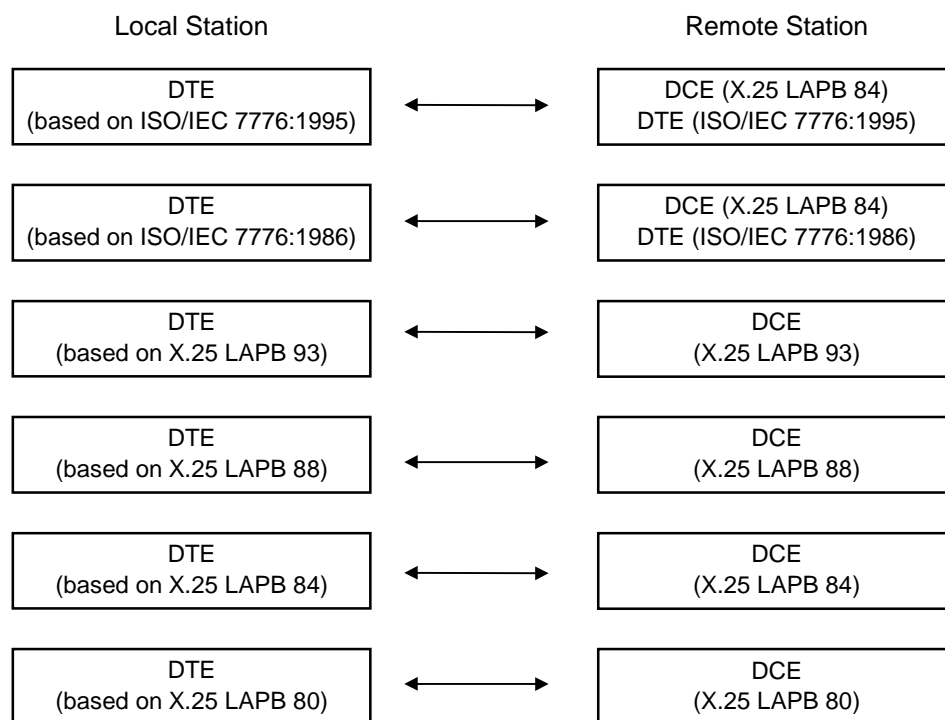 Local Station
Remote Station
DTE
(based on ISO/IEC 7776:1995)
DCE (X.25 LAPB 84)
DTE (ISO/IEC 7776:1995)
DTE
(based on ISO/IEC 7776:1986)
DCE (X.25 LAPB 84)
DTE (ISO/IEC 7776:1986)
DTE
(based on X.25 LAPB 93)
DCE
(X.25 LAPB 93)
DTE
(based on X.25 LAPB 88)
DCE
(X.25 LAPB 88)
DTE
(based on X.25 LAPB 84)
DCE
(X.25 LAPB 84)
DTE
(based on X.25 LAPB 80)
DCE
(X.25 LAPB 80)